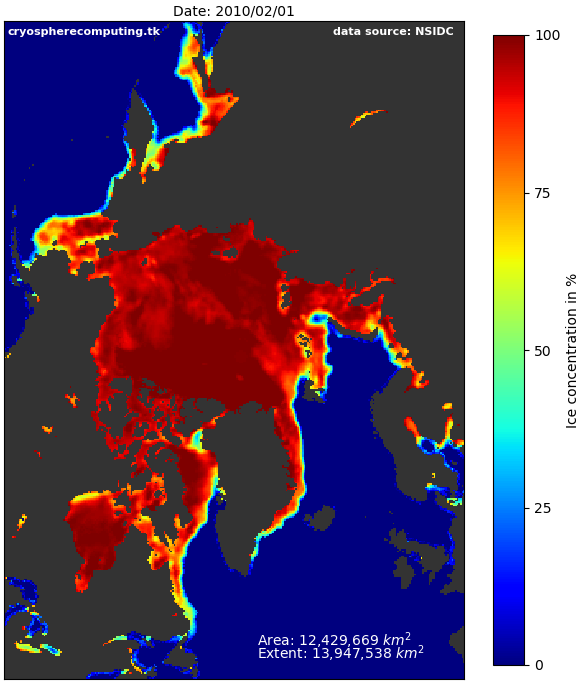 Date: 2010/02/01
cryospherecomputing.tk data source: NSIDC
100
75
50
25
0
Ice concentration in %
Area: 12,429,669 km²
Extent: 13,947,538 km²